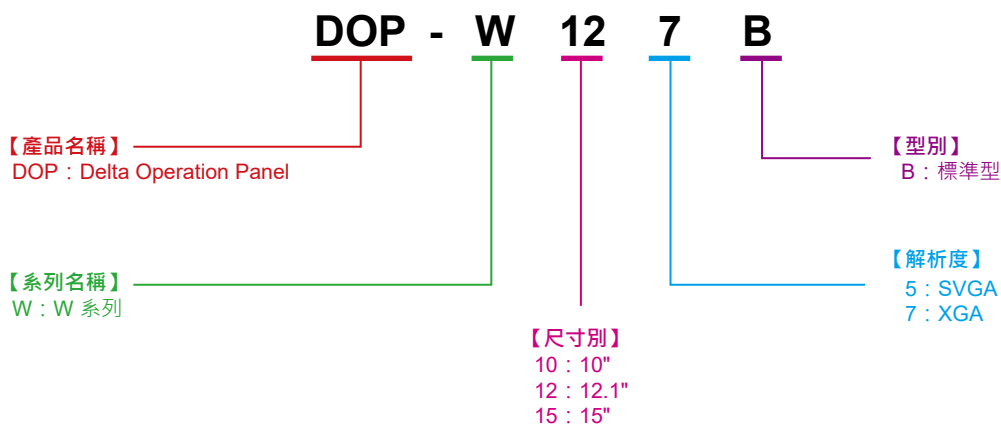 DOP - W 12 7 B
【產品名稱】
DOP：Delta Operation Panel
【系列名稱】
W：W 系列
【尺寸別】
10：10"
12：12.1"
15：15"
【型別】
B：標準型
【解析度】
5：SVGA
7：XGA